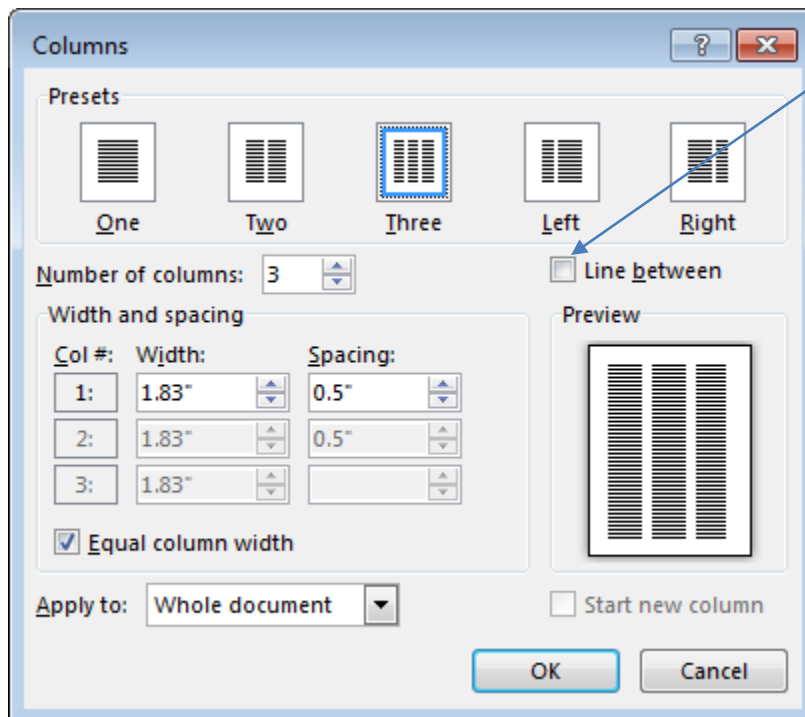 Columns
Presets
One Two Three Left Right
Number of columns: 3 Line between
Width and spacing Preview
Col #: Width: Spacing:
1: 1.83" 0.5"
2: 1.83" 0.5"
3: 1.83"
Equal column width
Apply to: Whole document Start new column
OK Cancel